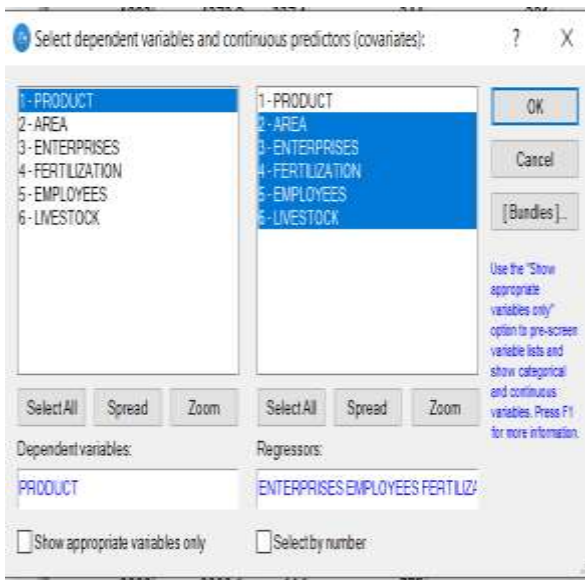 Select dependent variables and continuous predictors (covariates):
?
X
1 - PRODUCT
2 - AREA
3 - ENTERPRISES
4 - FERTILIZATION
5 - EMPLOYEES
6 - LIVESTOCK
1 - PRODUCT
2 - AREA
3 - ENTERPRISES
4 - FERTILIZATION
5 - EMPLOYEES
6 - LIVESTOCK
OK
Cancel
[Bundles]...
Use the "Show
appropriate
variables only"
option to pre-screen
variable lists and
show categorical
and continuous
variables. Press F1
for more information.
Select All
Spread
Zoom
Select All
Spread
Zoom
Dependent variables:
PRODUCT
Regressors:
ENTERPRISES EMPLOYEES FERTILIZA
Show appropriate variables only
Select by number